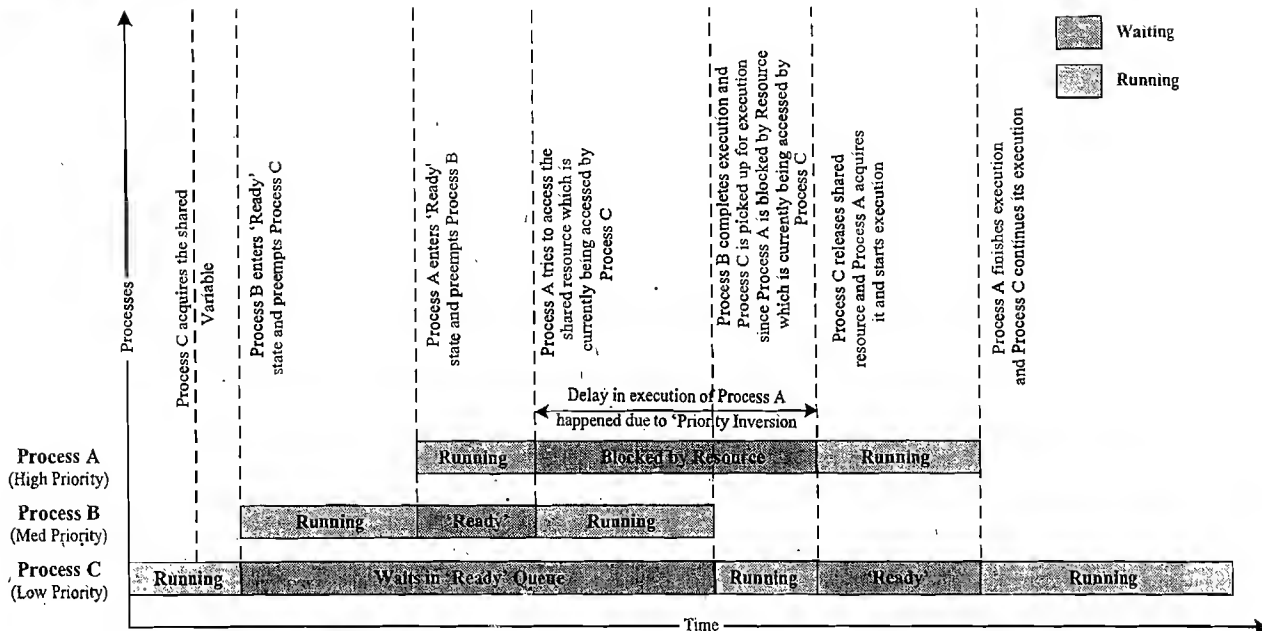 Waiting
Running
Processes
Process C acquires the shared
Variable
Process B enters 'Ready'
state and preempts Process C
Process A enters 'Ready'
state and preempts Process B
Process A tries to access the
shared resource which is
currently being accessed by
Process C
Process B completes execution and
Process C is picked up for execution
since Process A is blocked by Resource
which is currently being accessed by
Process C
Process C releases shared
resource and Process A acquires
it and starts execution
Process A finishes execution
and Process C continues its execution
Delay in execution of Process A
happened due to 'Priority Inversion
Process A
(High Priority)
Running
Blocked by Resource
Running
Process B
(Med Priority)
Running
'Ready'
Running
Process C
(Low Priority)
Running
Waits in 'Ready' Queue
Running
'Ready'
Running
Time